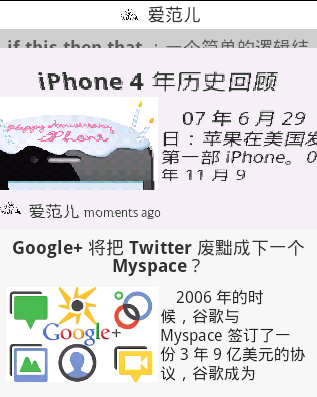 爱范儿
if this then that ：一个简单的逻辑结
iPhone 4 年历史回顾
Happy Anniversary
iPhone
07 年 6 月 29
日：苹果在美国发
第一部 iPhone。 0
年 11 月 9
爱范儿 moments ago
Google+ 将把 Twitter 废黜成下一个
Myspace？
Google+
2006 年的时
候，谷歌与
Myspace 签订了一
份 3 年 9 亿美元的协
议，谷歌成为